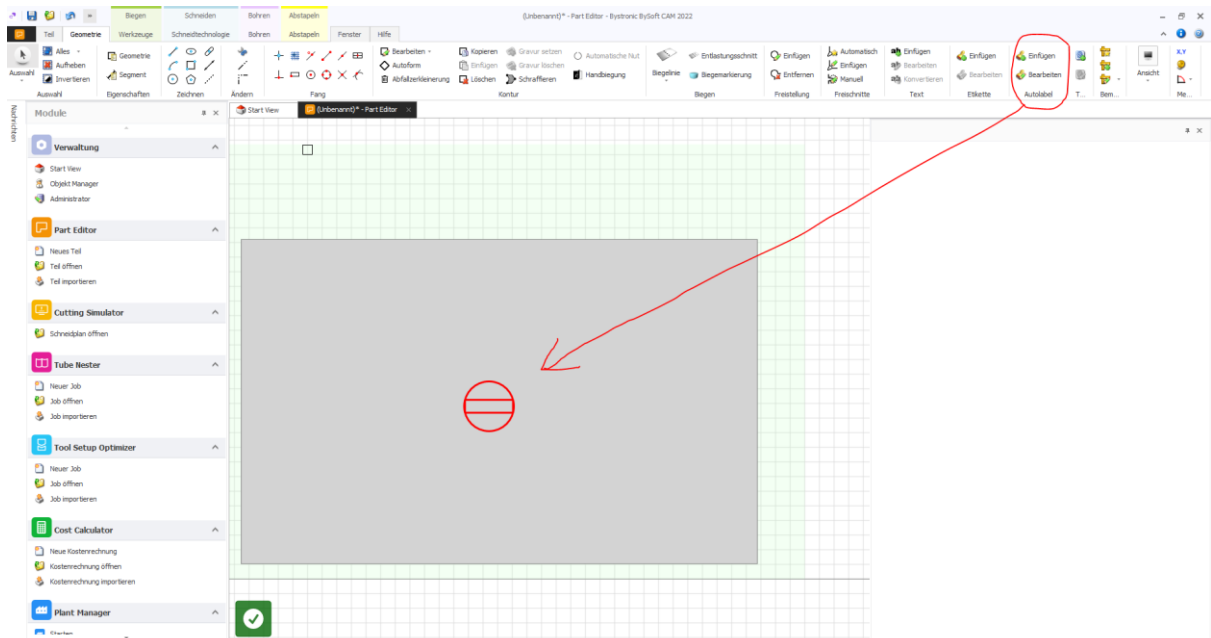 (Unbenannt)* - Part Editor - Bystronic BySoft CAM 2022
Biegen Schneiden Bohren Abstapeln
Teil Geometrie Werkzeuge Schneidtechnologie Bohren Abstapeln Fenster Hilfe
Auswahl
Alles
Aufheben
Invertieren
Auswahl
Geometrie
Segment
Eigenschaften
Zeichnen
Ändern
Fang
Bearbeiten
Autoform
Abfallzerkleinerung
Kopieren
Einfügen
Löschen
Gravur setzen
Gravur löschen
Schraffieren
Automatische Nut
Handbiegung
Kontur
Biegelinie
Entlastungsschnitt
Biegemarkierung
Biegen
Einfügen
Entfernen
Freistellung
Automatisch
Einfügen
Manuell
Freischnitte
Einfügen
Bearbeiten
Konvertieren
Text
Einfügen
Bearbeiten
Etikette
Einfügen
Bearbeiten
Autolabel
T...
Bem...
Ansicht
X,Y
Me...
Nachrichten
Module
Start View
(Unbenannt)* - Part Editor
Verwaltung
Start View
Objekt Manager
Administrator
Part Editor
Neues Teil
Teil öffnen
Teil importieren
Cutting Simulator
Schneidplan öffnen
Tube Nester
Neuer Job
Job öffnen
Job importieren
Tool Setup Optimizer
Neuer Job
Job öffnen
Job importieren
Cost Calculator
Neue Kostenrechnung
Kostenrechnung öffnen
Kostenrechnung importieren
Plant Manager
Starten